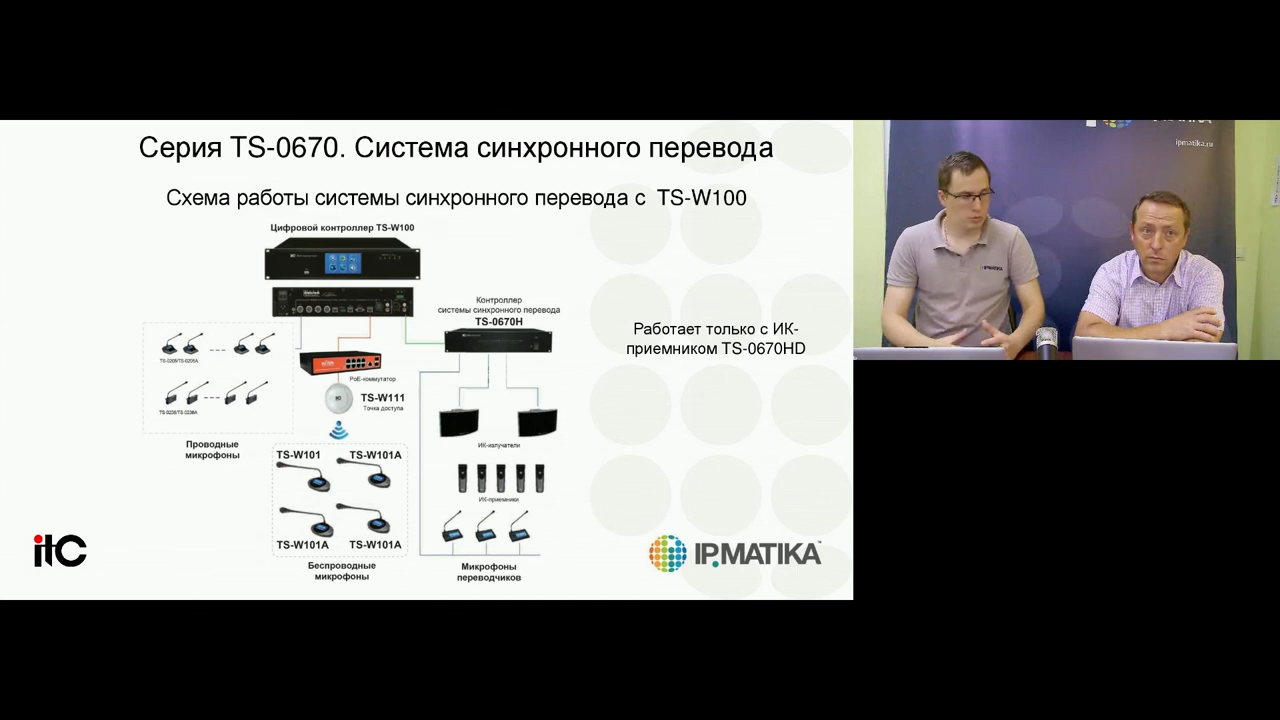 Серия TS-0670. Система синхронного перевода
Схема работы системы синхронного перевода с TS-W100
Цифровой контроллер TS-W100
Контроллер
системы синхронного перевода
TS-0670H
Работает только с ИК-
приемником TS-0670HD
PoE-коммутатор
TS-W111
Точка доступа
Проводные
микрофоны
ИК-излучатели
TS-W101
TS-W101A
ИК-приемники
TS-W101A
TS-W101A
Беспроводные
микрофоны
Микрофоны
переводчиков
itc
IPMATIKA
ipmatika.ru
IPMATIKA